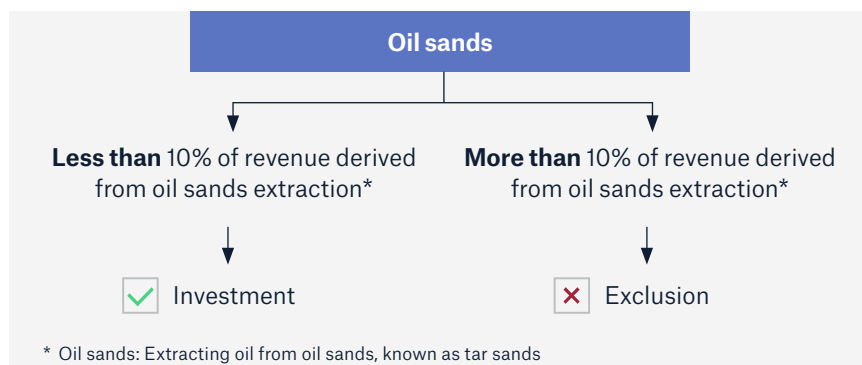 Oil sands
Less than 10% of revenue derived
from oil sands extraction*
More than 10% of revenue derived
from oil sands extraction*
Investment
Exclusion
* Oil sands: Extracting oil from oil sands, known as tar sands